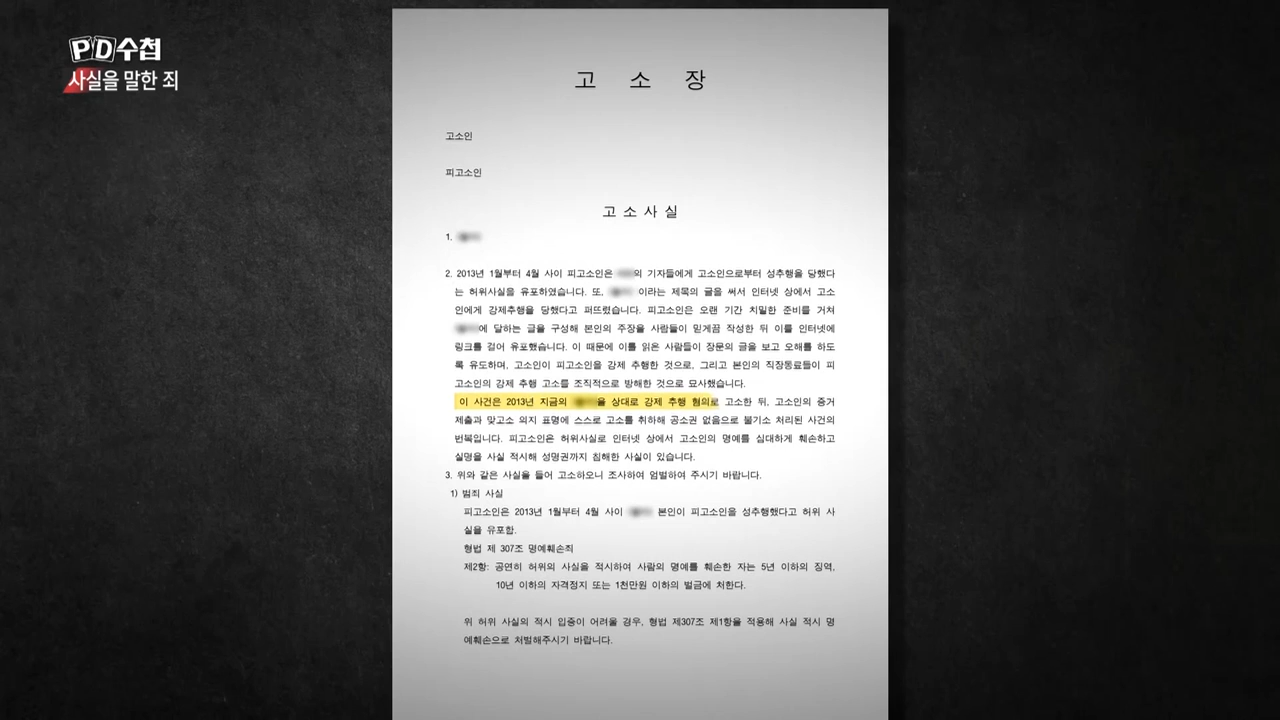 PD수첩
사실을 말한 죄
고 소 장
고소인
피고소인
고 소 사 실
1.
2. 2013년 1월부터 4월 사이 피고소인은 의 기자들에게 고소인으로부터 성추행을 당했다
는 허위사실을 유포하였습니다. 또, 이라는 제목의 글을 써서 인터넷 상에서 고소
인에게 강제추행을 당했다고 퍼뜨렸습니다. 피고소인은 오랜 기간 치밀한 준비를 거쳐
에 달하는 글을 구성해 본인의 주장을 사람들이 믿게끔 작성한 뒤 이를 인터넷에
링크를 걸어 유포했습니다. 이 때문에 이를 읽은 사람들이 장문의 글을 보고 오해를 하도
록 유도하며, 고소인이 피고소인을 강제 추행한 것으로, 그리고 본인의 직장동료들이 피
고소인의 강제 추행 고소를 조직적으로 방해한 것으로 묘사했습니다.
이 사건은 2013년 지금의 을 상대로 강제 추행 혐의로 고소한 뒤, 고소인의 증거
제출과 맞고소 의지 표명에 스스로 고소를 취하해 공소권 없음으로 불기소 처리된 사건의
번복입니다. 피고소인은 허위사실로 인터넷 상에서 고소인의 명예를 심대하게 훼손하고
실명을 사실 적시해 성명권까지 침해한 사실이 있습니다.
3. 위와 같은 사실을 들어 고소하오니 조사하여 엄벌하여 주시기 바랍니다.
1) 범죄 사실
피고소인은 2013년 1월부터 4월 사이 본인이 피고소인을 성추행했다고 허위 사
실을 유포함.
형법 제 307조 명예훼손죄
제2항: 공연히 허위의 사실을 적시하여 사람의 명예를 훼손한 자는 5년 이하의 징역,
10년 이하의 자격정지 또는 1천만원 이하의 벌금에 처한다.
위 허위 사실의 적시 입증이 어려울 경우, 형법 제307조 제1항을 적용해 사실 적시 명
예훼손으로 처벌해주시기 바랍니다.